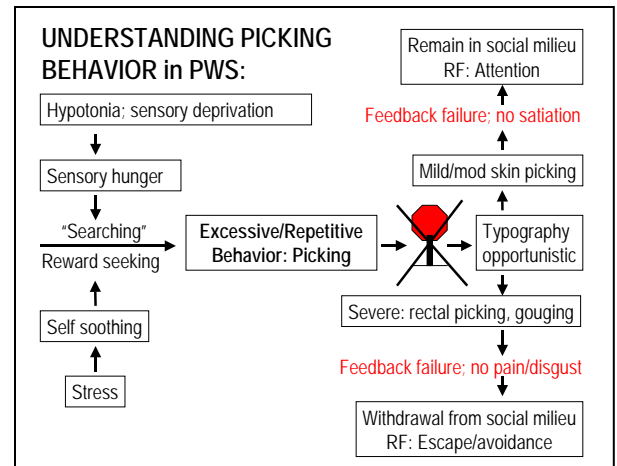 UNDERSTANDING PICKING
BEHAVIOR in PWS:
Hypotonia; sensory deprivation
Sensory hunger
"Searching"
Reward seeking
Self soothing
Stress
Excessive/Repetitive
Behavior: Picking
Remain in social milieu
RF: Attention
Feedback failure; no satiation
Mild/mod skin picking
Typography
opportunistic
Severe: rectal picking, gouging
Feedback failure; no pain/disgust
Withdrawal from social milieu
RF: Escape/avoidance